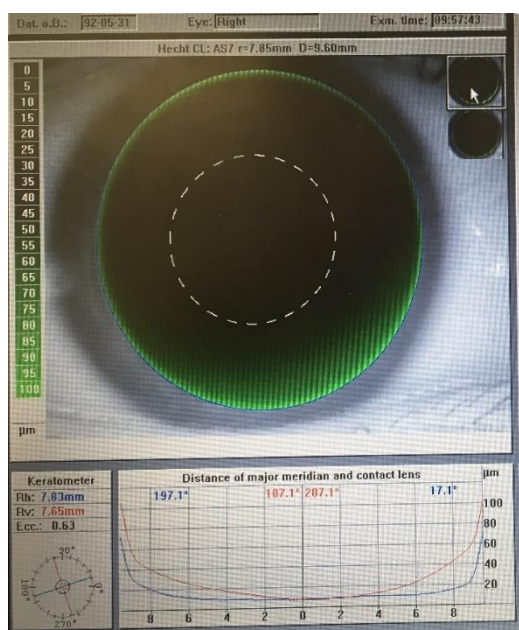 Dat. o.B.: 92-05-31 Eye: Right Exm. time: 09:57:43
Hecht CL: AS7 r=7.85mm D=9.60mm
0
5
10
15
20
25
30
35
40
45
50
55
60
65
70
75
80
85
90
95
100
µm
Keratometer
Rh: 7.83mm
Rv: 7.65mm
Ecc.: 0.63
90°
180°
0°
270°
Distance of major meridian and contact lens
µm
197.1° 107.1° 287.1° 17.1°
100
80
60
40
20
8 6 4 2 0 2 4 6 8